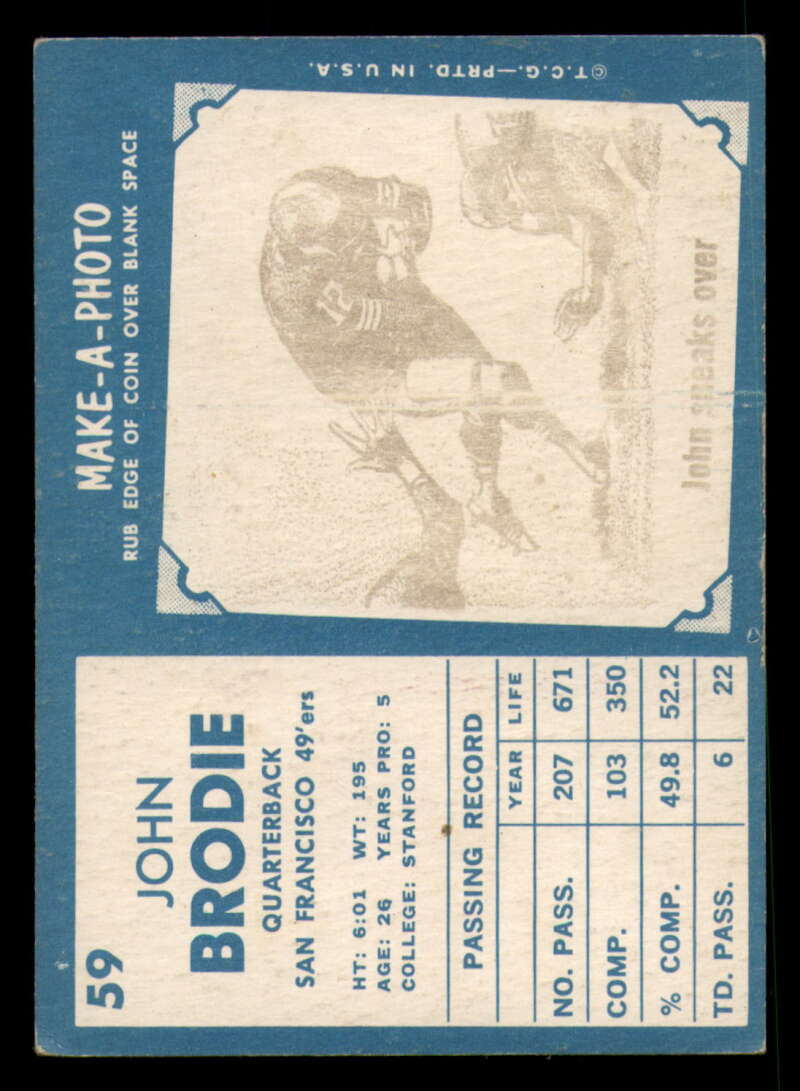 59
JOHN
BRODIE
QUARTERBACK
SAN FRANCISCO 49'ers
HT: 6:01 WT: 195
AGE: 26 YEARS PRO: 5
COLLEGE: STANFORD
PASSING RECORD
YEAR LIFE
NO. PASS. 207 671
COMP. 103 350
% COMP. 49.8 52.2
TD. PASS. 6 22
MAKE-A-PHOTO
RUB EDGE OF COIN OVER BLANK SPACE
12
John sneaks over
©T.C.G.—PRTD. IN U.S.A.